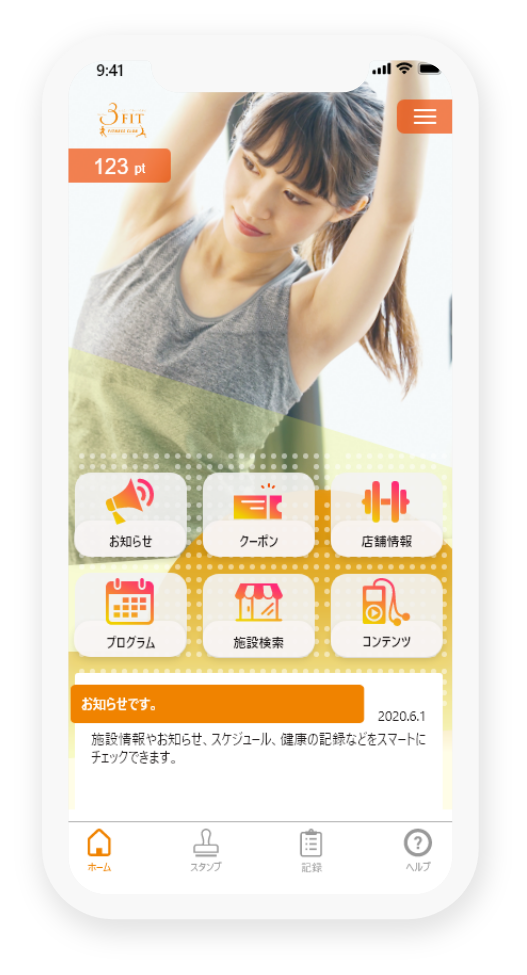 9:41
3 FIT
FITNESS CLUB
123 pt
お知らせ
クーポン
店舗情報
プログラム
施設検索
コンテンツ
お知らせです。
2020.6.1
施設情報やお知らせ、スケジュール、健康の記録などをスマートに
チェックできます。
ホーム
スタンプ
記録
ヘルプ